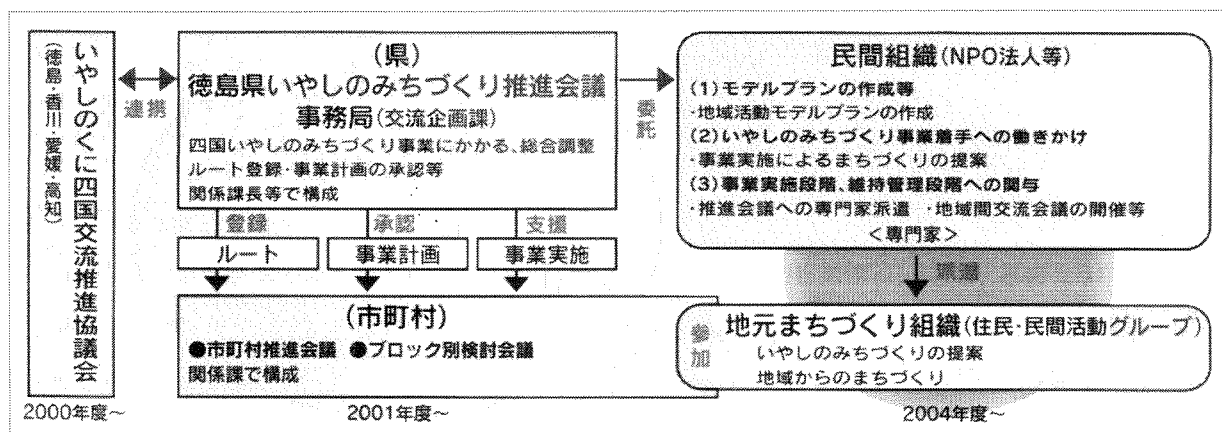 いやしのくに四国交流推進協議会
(徳島・香川・愛媛・高知)
連携
(県)
徳島県いやしのみちづくり推進会議
事務局(交流企画課)
四国いやしのみちづくり事業にかかる、総合調整
ルート登録・事業計画の承認等
関係課長等で構成
委託
民間組織(NPO法人等)
(1)モデルプランの作成等
・地域活動モデルプランの作成
(2)いやしのみちづくり事業着手への働きかけ
・事業実施によるまちづくりの提案
(3)事業実施段階、維持管理段階への関与
・推進会議への専門家派遣 ・地域間交流会議の開催等
<専門家>
登録 承認 支援
ルート 事業計画 事業実施
派遣
(市町村)
●市町村推進会議 ●ブロック別検討会議
関係課で構成
参加
地元まちづくり組織(住民・民間活動グループ)
いやしのみちづくりの提案
地域からのまちづくり
2000年度~ 2001年度~ 2004年度~